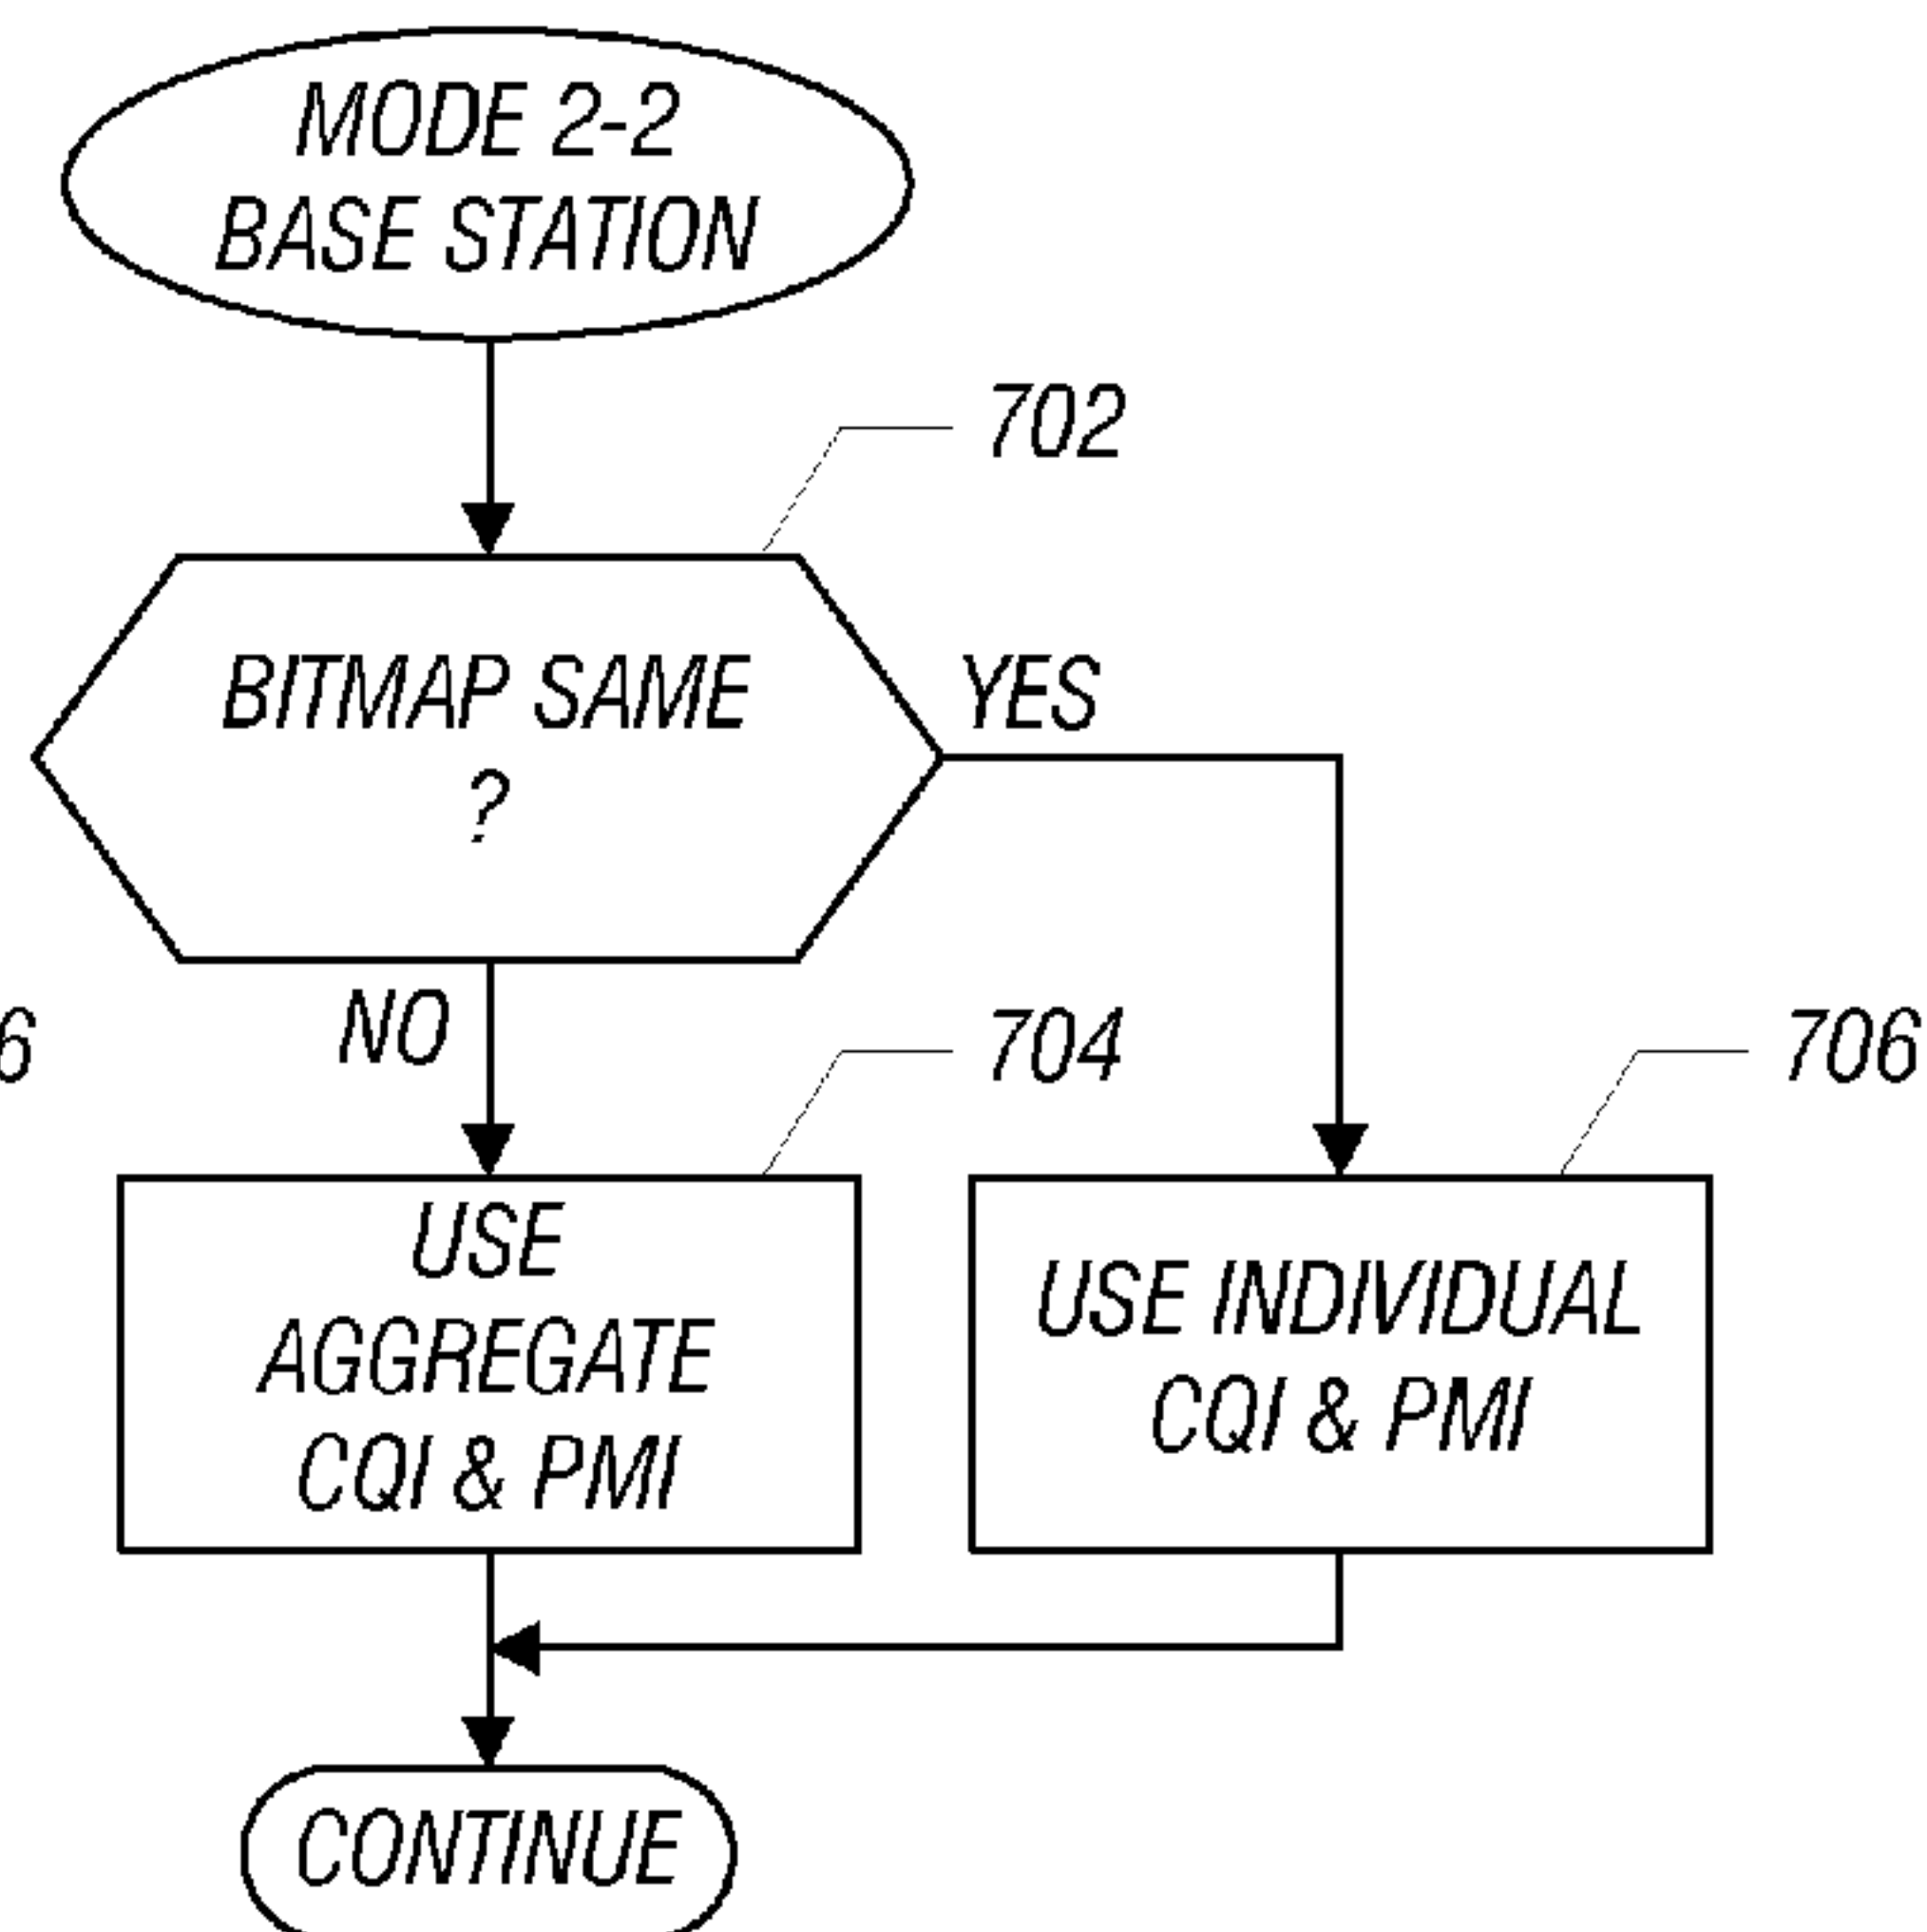 MODE 2-2
BASE STATION
702
BITMAP SAME
?
YES
NO
6
704
706
USE
AGGREGATE
CQI & PMI
USE INDIVIDUAL
CQI & PMI
CONTINUE